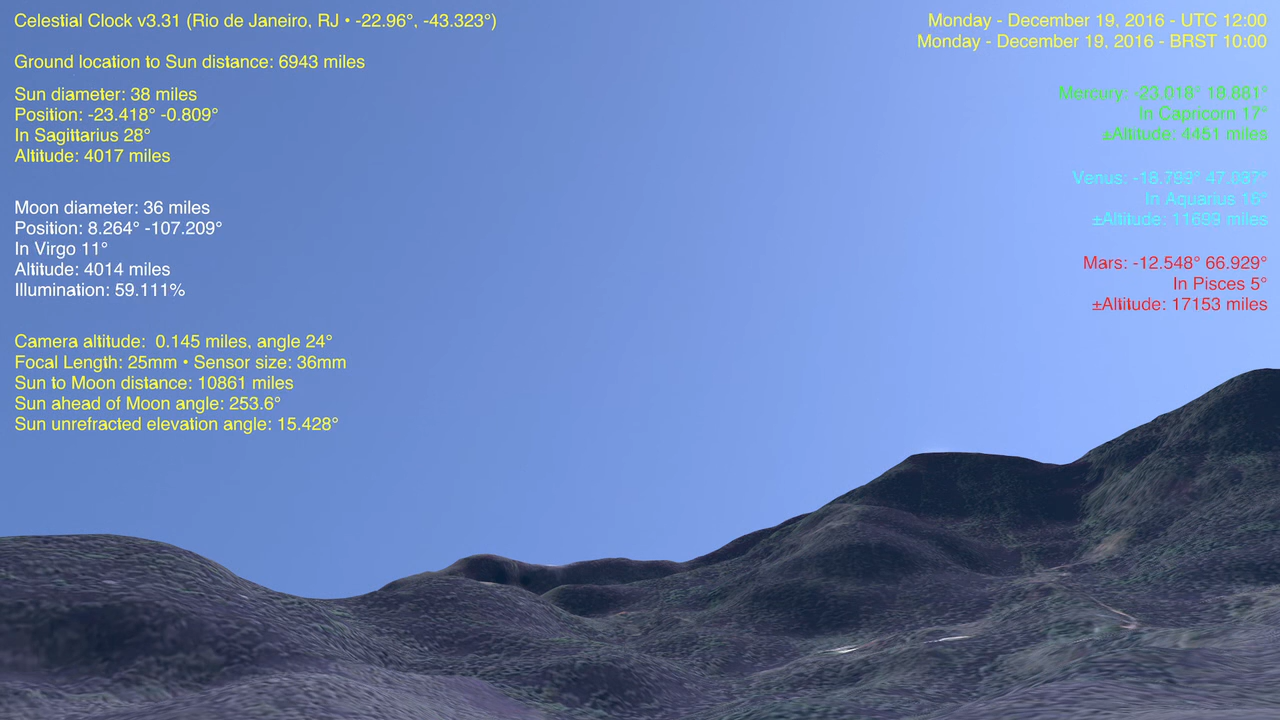 Celestial Clock v3.31 (Rio de Janeiro, RJ • -22.96°, -43.323°)
Ground location to Sun distance: 6943 miles
Sun diameter: 38 miles
Position: -23.418° -0.809°
In Sagittarius 28°
Altitude: 4017 miles
Moon diameter: 36 miles
Position: 8.264° -107.209°
In Virgo 11°
Altitude: 4014 miles
Illumination: 59.111%
Camera altitude: 0.145 miles, angle 24°
Focal Length: 25mm • Sensor size: 36mm
Sun to Moon distance: 10861 miles
Sun ahead of Moon angle: 253.6°
Sun unrefracted elevation angle: 15.428°
Monday - December 19, 2016 - UTC 12:00
Monday - December 19, 2016 - BRST 10:00
Mercury: -23.018° 18.881°
In Capricorn 17°
±Altitude: 4451 miles
Venus: -18.799° 47.087°
In Aquarius 16°
±Altitude: 11699 miles
Mars: -12.548° 66.929°
In Pisces 5°
±Altitude: 17153 miles